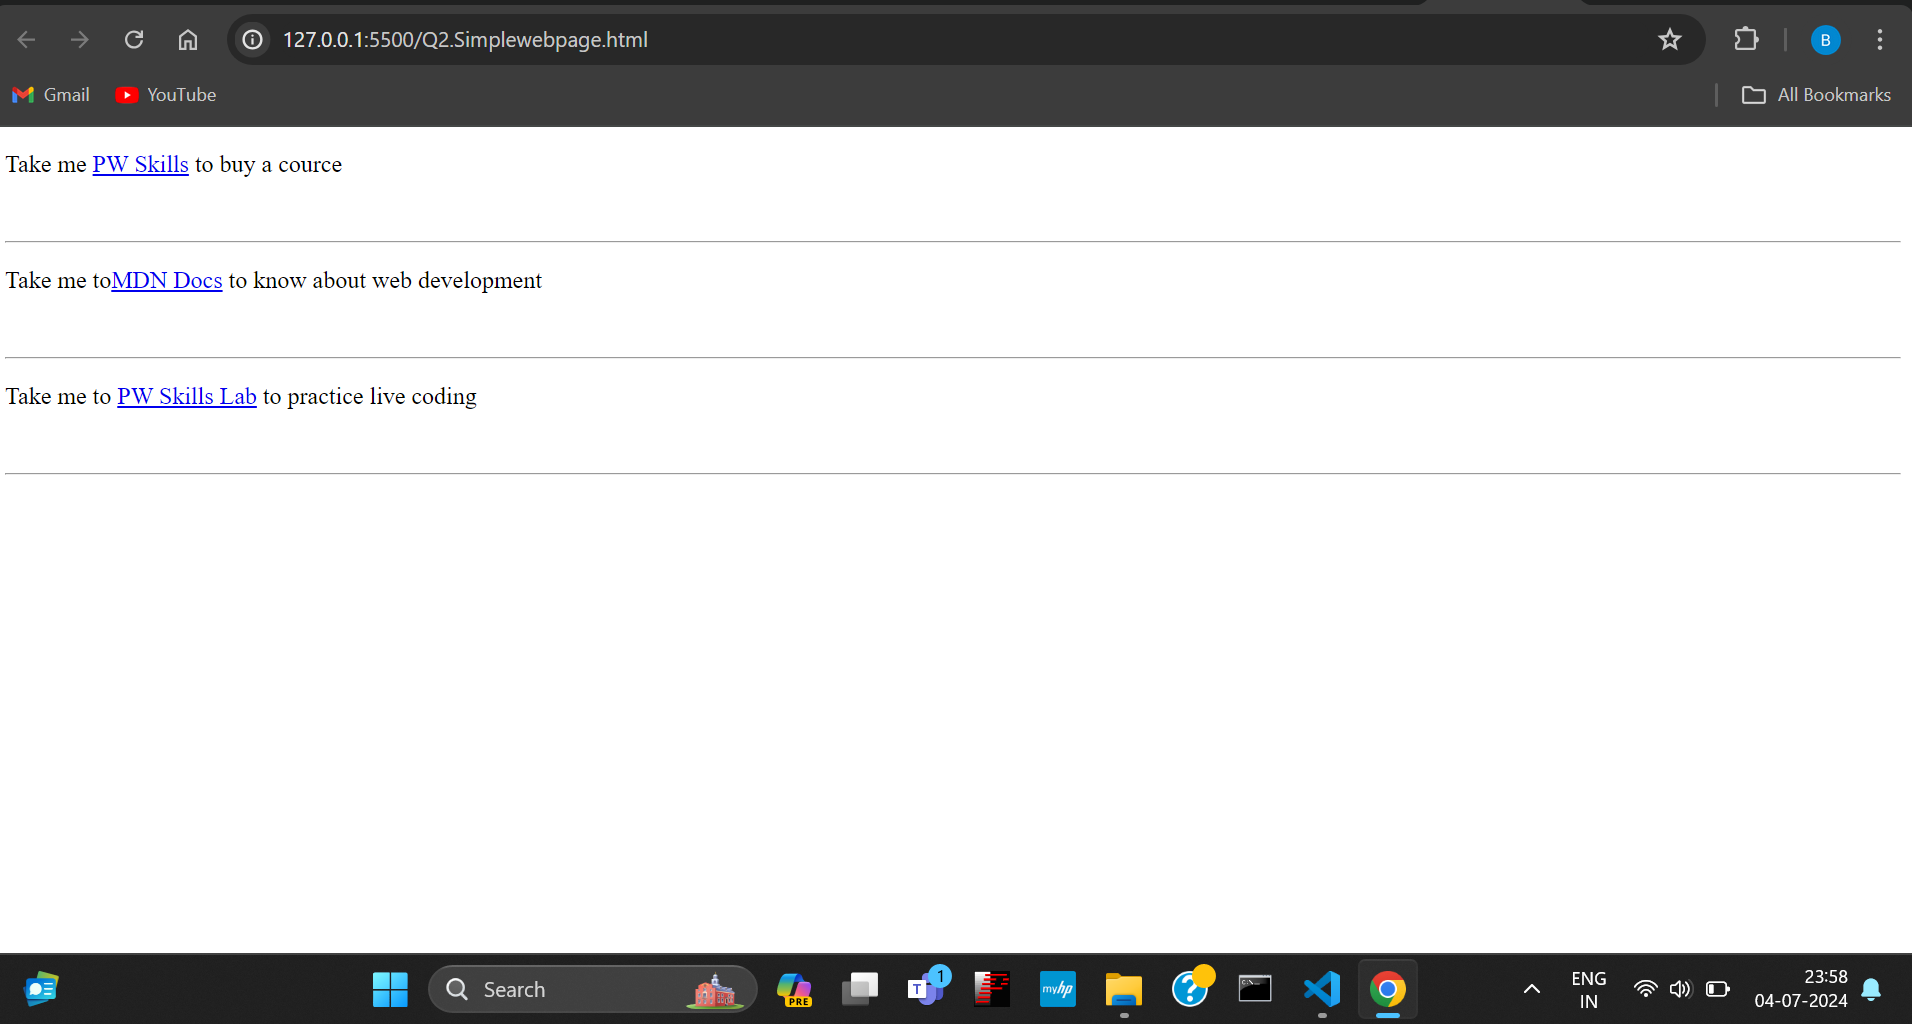 127.0.0.1:5500/Q2.Simplewebpage.html
B
Gmail
YouTube
All Bookmarks
Take me PW Skills to buy a cource
Take me toMDN Docs to know about web development
Take me to PW Skills Lab to practice live coding
Search
PRE
T
1
myhp
?
C:\_
ENG
IN
23:58
04-07-2024